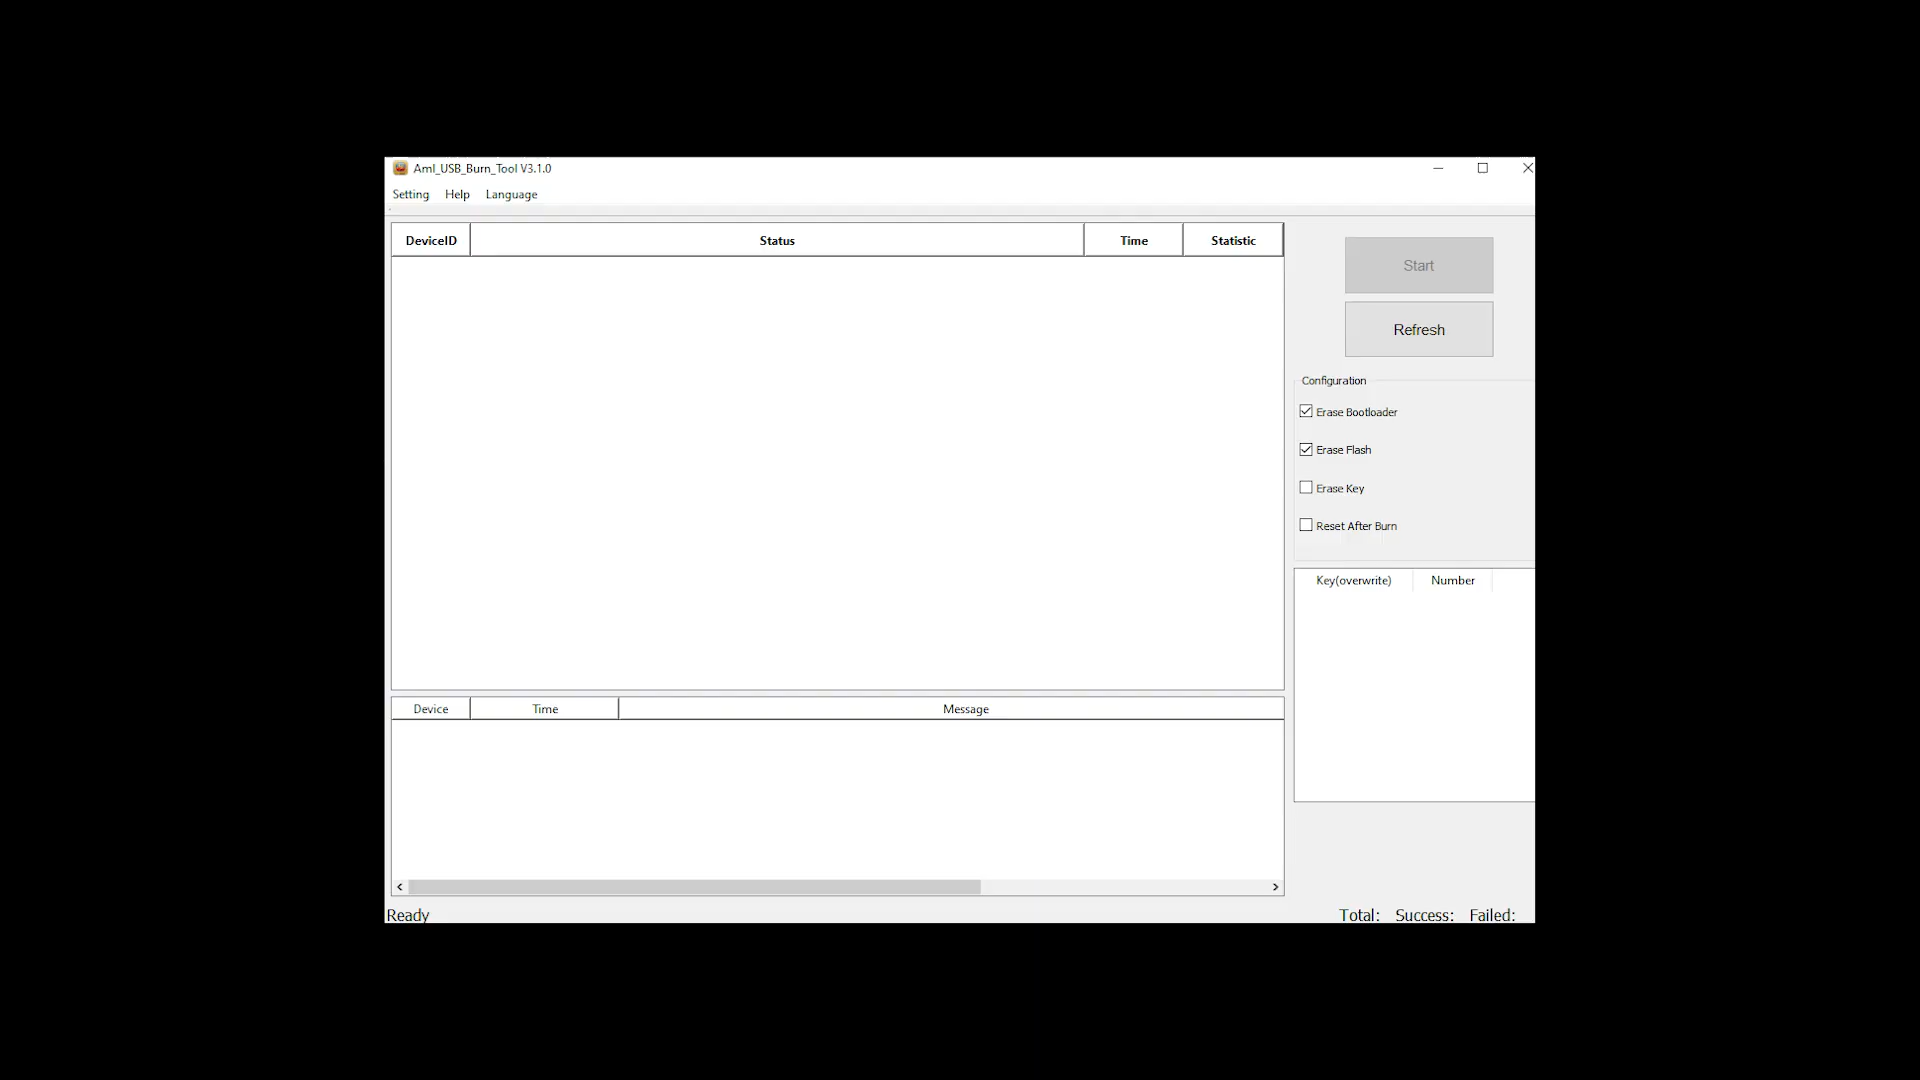 Aml_USB_Burn_Tool V3.1.0
Setting Help Language
DeviceID Status Time Statistic
Start
Refresh
Configuration
Erase Bootloader
Erase Flash
Erase Key
Reset After Burn
Key(overwrite) Number
Device Time Message
Ready Total: Success: Failed: